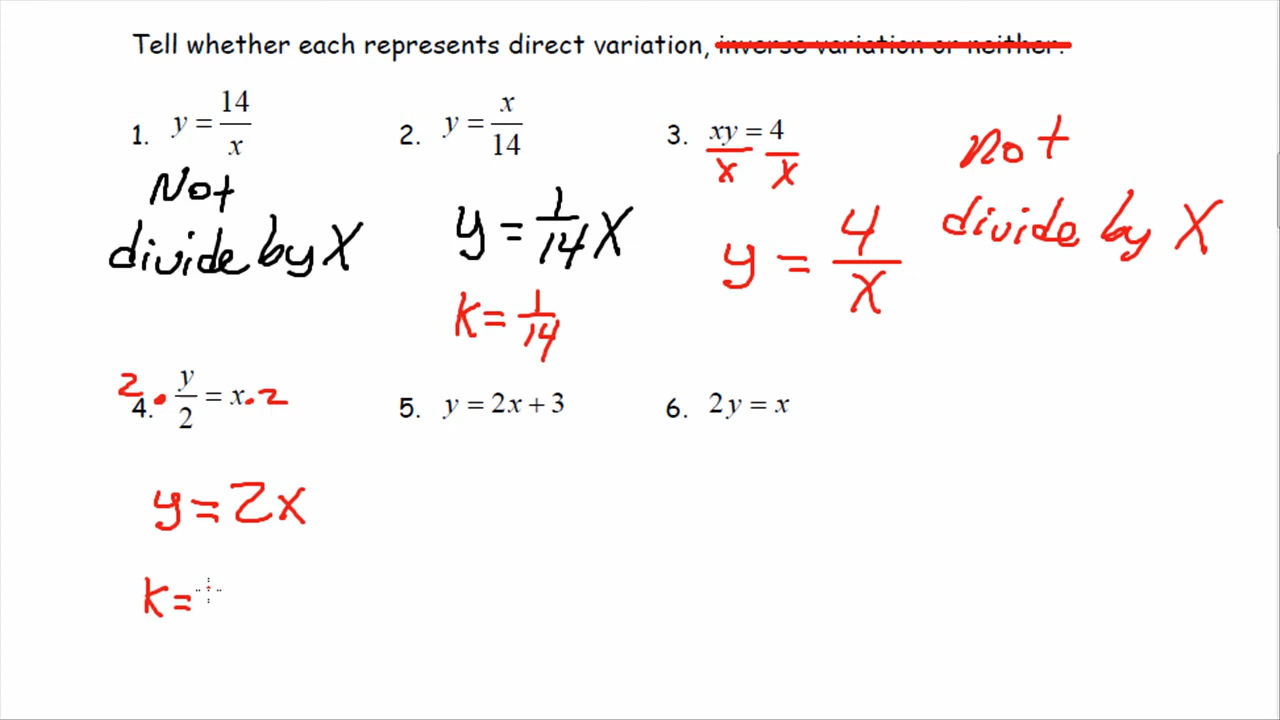 Tell whether each represents direct variation, inverse variation or neither.
1. y = 14/x
2. y = x/14
3. xy = 4
x x
Not
divide by X
y = 1/14 X
k = 1/14
y = 4/x
not
divide by X
2 · 4. y/2 = x · 2
5. y = 2x + 3
6. 2y = x
y = 2x
k =